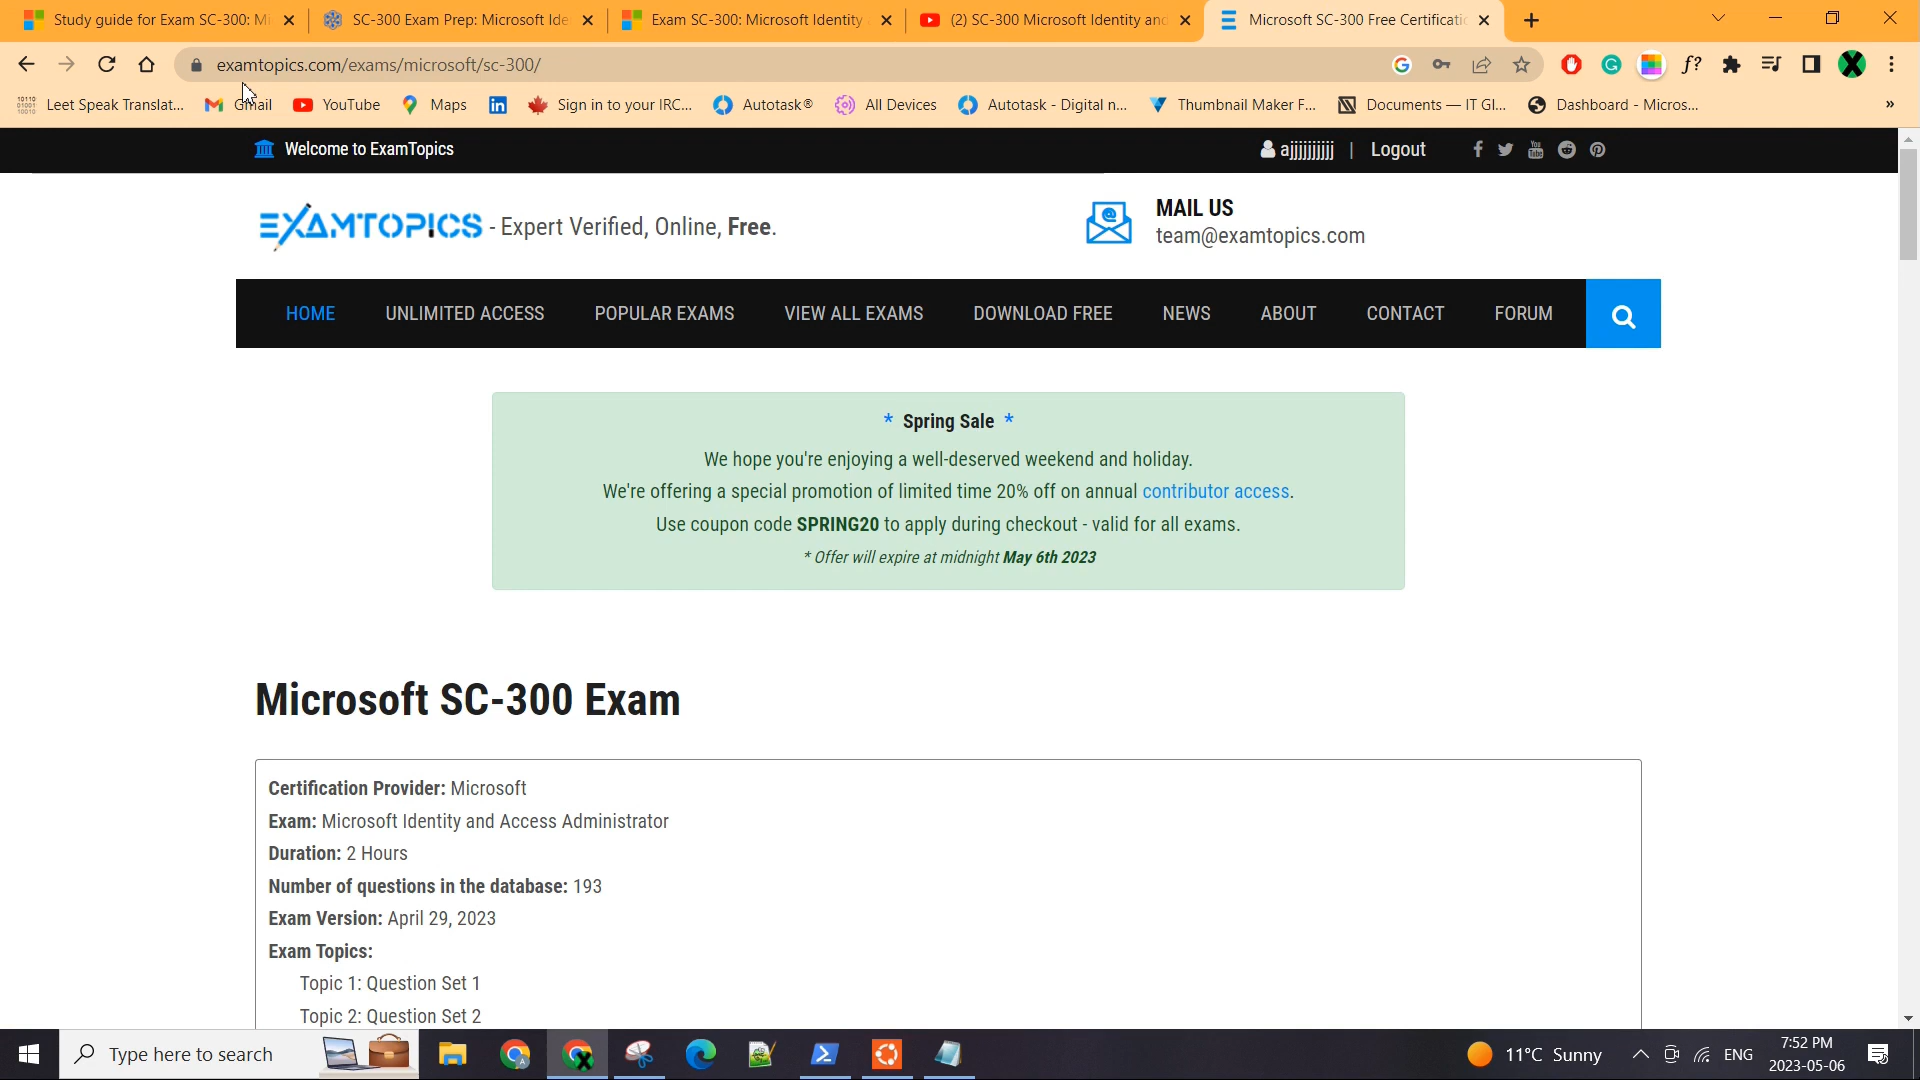 Study guide for Exam SC-300: Mi
SC-300 Exam Prep: Microsoft Ide
Exam SC-300: Microsoft Identity
(2) SC-300 Microsoft Identity and
Microsoft SC-300 Free Certificati
examtopics.com/exams/microsoft/sc-300/
Leet Speak Translat...
Gmail
YouTube
Maps
Sign in to your IRC...
Autotask®
All Devices
Autotask - Digital n...
Thumbnail Maker F...
Documents — IT Gl...
Dashboard - Micros...
»
Welcome to ExamTopics
ajjjjjjjjjj | Logout
EXAMTOPICS - Expert Verified, Online, Free.
MAIL US
team@examtopics.com
HOME
UNLIMITED ACCESS
POPULAR EXAMS
VIEW ALL EXAMS
DOWNLOAD FREE
NEWS
ABOUT
CONTACT
FORUM
* Spring Sale *
We hope you're enjoying a well-deserved weekend and holiday.
We're offering a special promotion of limited time 20% off on annual contributor access.
Use coupon code SPRING20 to apply during checkout - valid for all exams.
* Offer will expire at midnight May 6th 2023
Microsoft SC-300 Exam
Certification Provider: Microsoft
Exam: Microsoft Identity and Access Administrator
Duration: 2 Hours
Number of questions in the database: 193
Exam Version: April 29, 2023
Exam Topics:
Topic 1: Question Set 1
Topic 2: Question Set 2
Type here to search
11°C Sunny
ENG
7:52 PM
2023-05-06